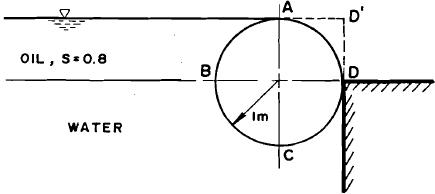 A
D'
OIL, S=0.8
B
D
1m
WATER
C